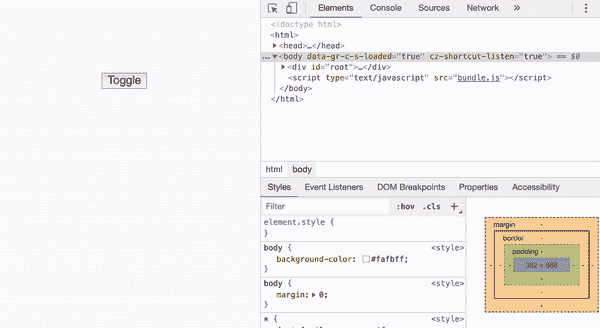 Toggle
Elements Console Sources Network »
<!doctype html>
<html>
<head>…</head>
<body data-gr-c-s-loaded="true" cz-shortcut-listen="true"> == $0
<div id="root">…</div>
<script type="text/javascript" src="bundle.js"></script>
</body>
</html>
html body
Styles Event Listeners DOM Breakpoints Properties Accessibility
Filter :hov .cls +
element.style {
}
body { <style>
background-color: #fafbff;
}
body { <style>
margin: 0;
}
* { <style>
margin -
border -
padding -